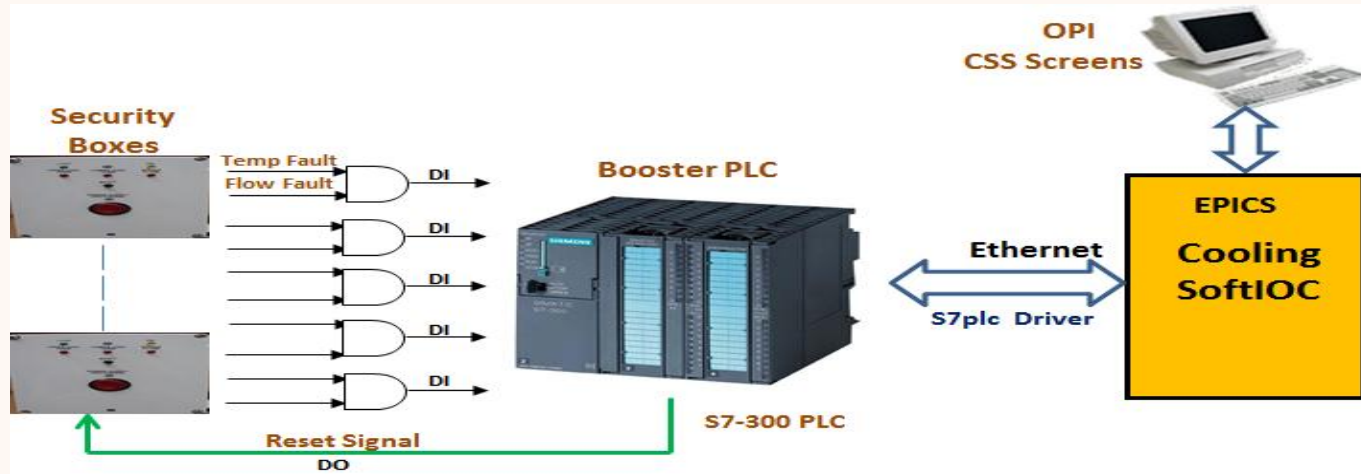 OPI
CSS Screens
Security
Boxes
Temp Fault
Flow Fault
DI
DI
DI
DI
DI
Booster PLC
SIEMENS
S7-300 PLC
Reset Signal
DO
Ethernet
S7plc Driver
EPICS
Cooling
SoftIOC